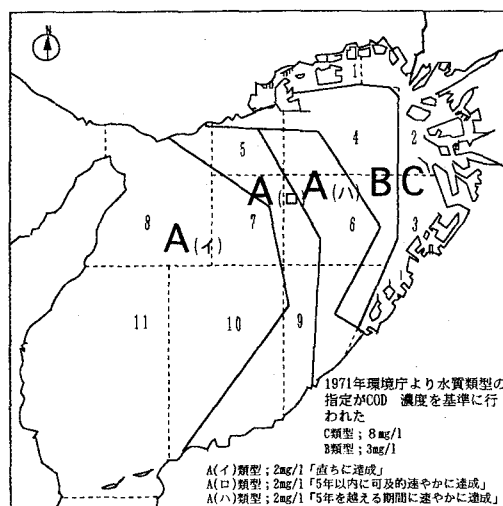 N
1
5
4
2
8
A(イ)
A(ロ)
7
A(ハ)
6
B
C
3
11
10
9
1971年環境庁より水質類型の
指定がCOD 濃度を基準に行
われた
C類型；8mg/l
B類型；3mg/l
A(イ)類型；2mg/l「直ちに達成」
A(ロ)類型；2mg/l「5年以内に可及的速やかに達成」
A(ハ)類型；2mg/l「5年を越える期間に速やかに達成」